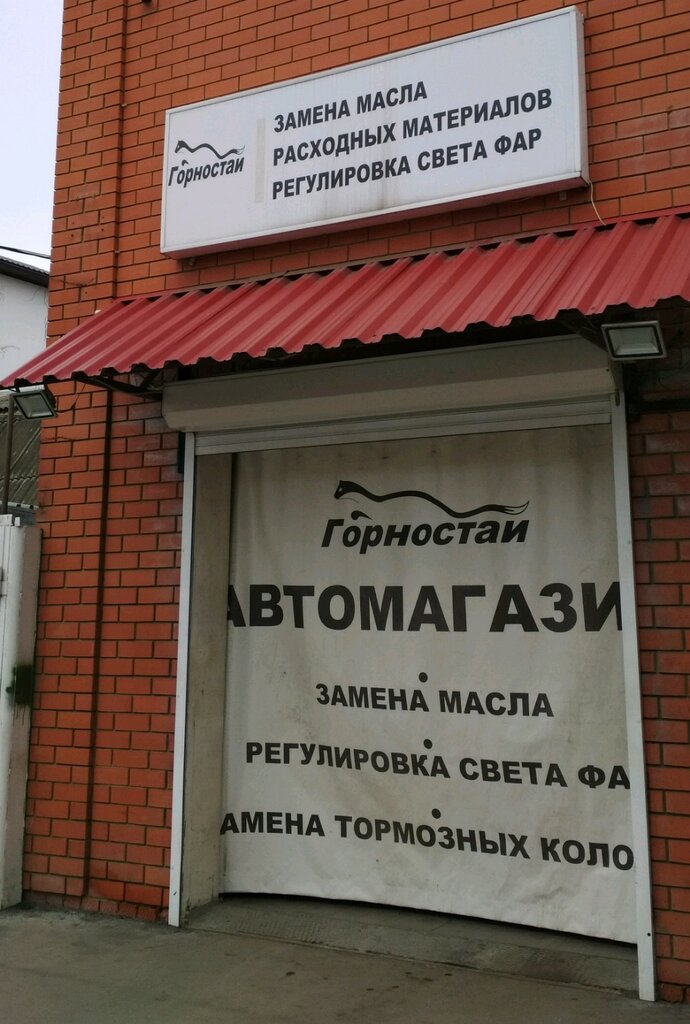 Горностаи
ЗАМЕНА МАСЛА
РАСХОДНЫХ МАТЕРИАЛОВ
РЕГУЛИРОВКА СВЕТА ФАР
Горностаи
АВТОМАГАЗИ
• ЗАМЕНА МАСЛА
• РЕГУЛИРОВКА СВЕТА ФА
• АМЕНА ТОРМОЗНЫХ КОЛО